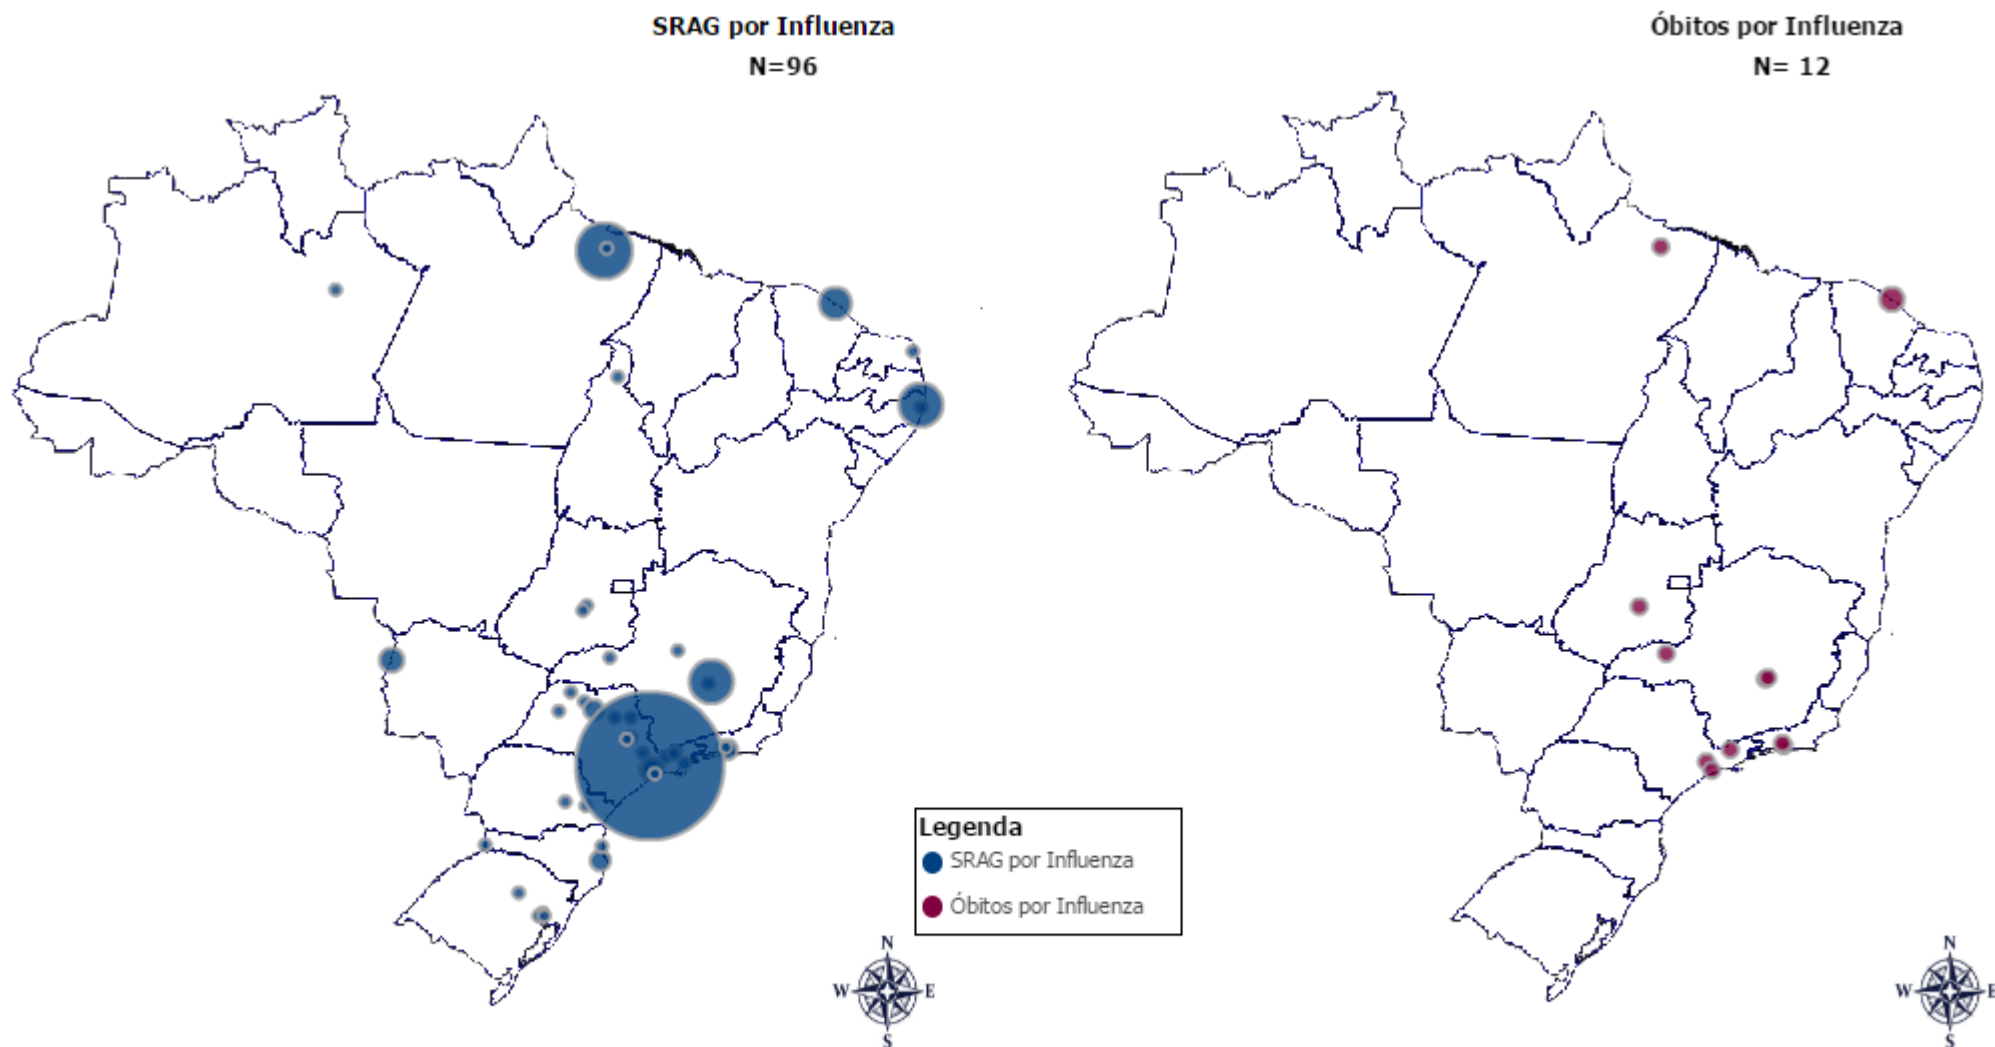 SRAG por Influenza
N=96
Óbitos por Influenza
N= 12
Legenda
SRAG por Influenza
Óbitos por Influenza
N
W E
S
N
W E
S